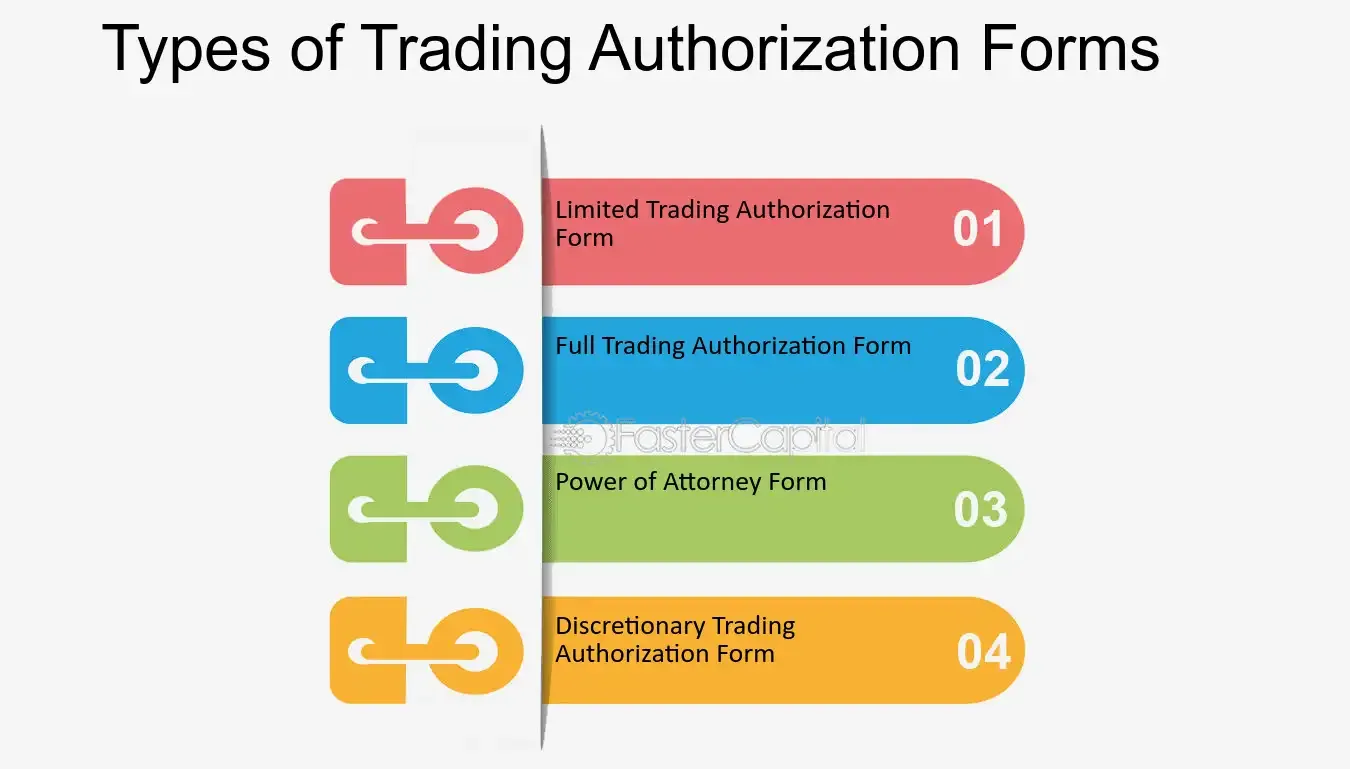 Types of Trading Authorization Forms
Limited Trading Authorization
Form
01
Full Trading Authorization Form
02
FasterCapital
Power of Attorney Form
03
Discretionary Trading
Authorization Form
04